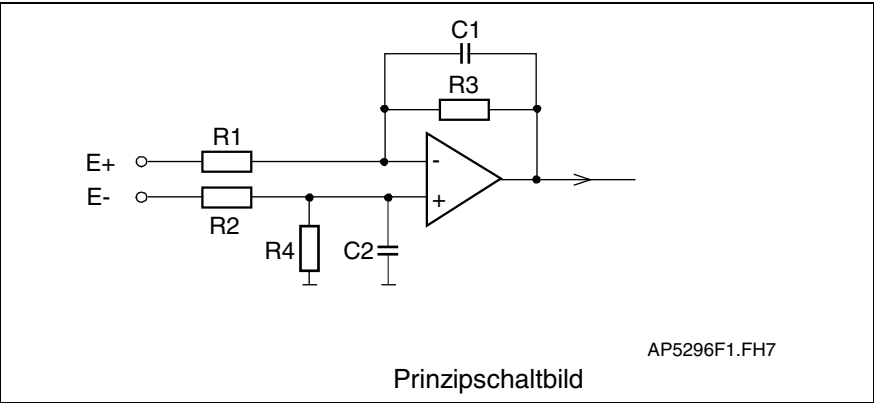 C1
R3
R1
E+
-
E-
+
R2
R4
C2
AP5296F1.FH7
Prinzipschaltbild